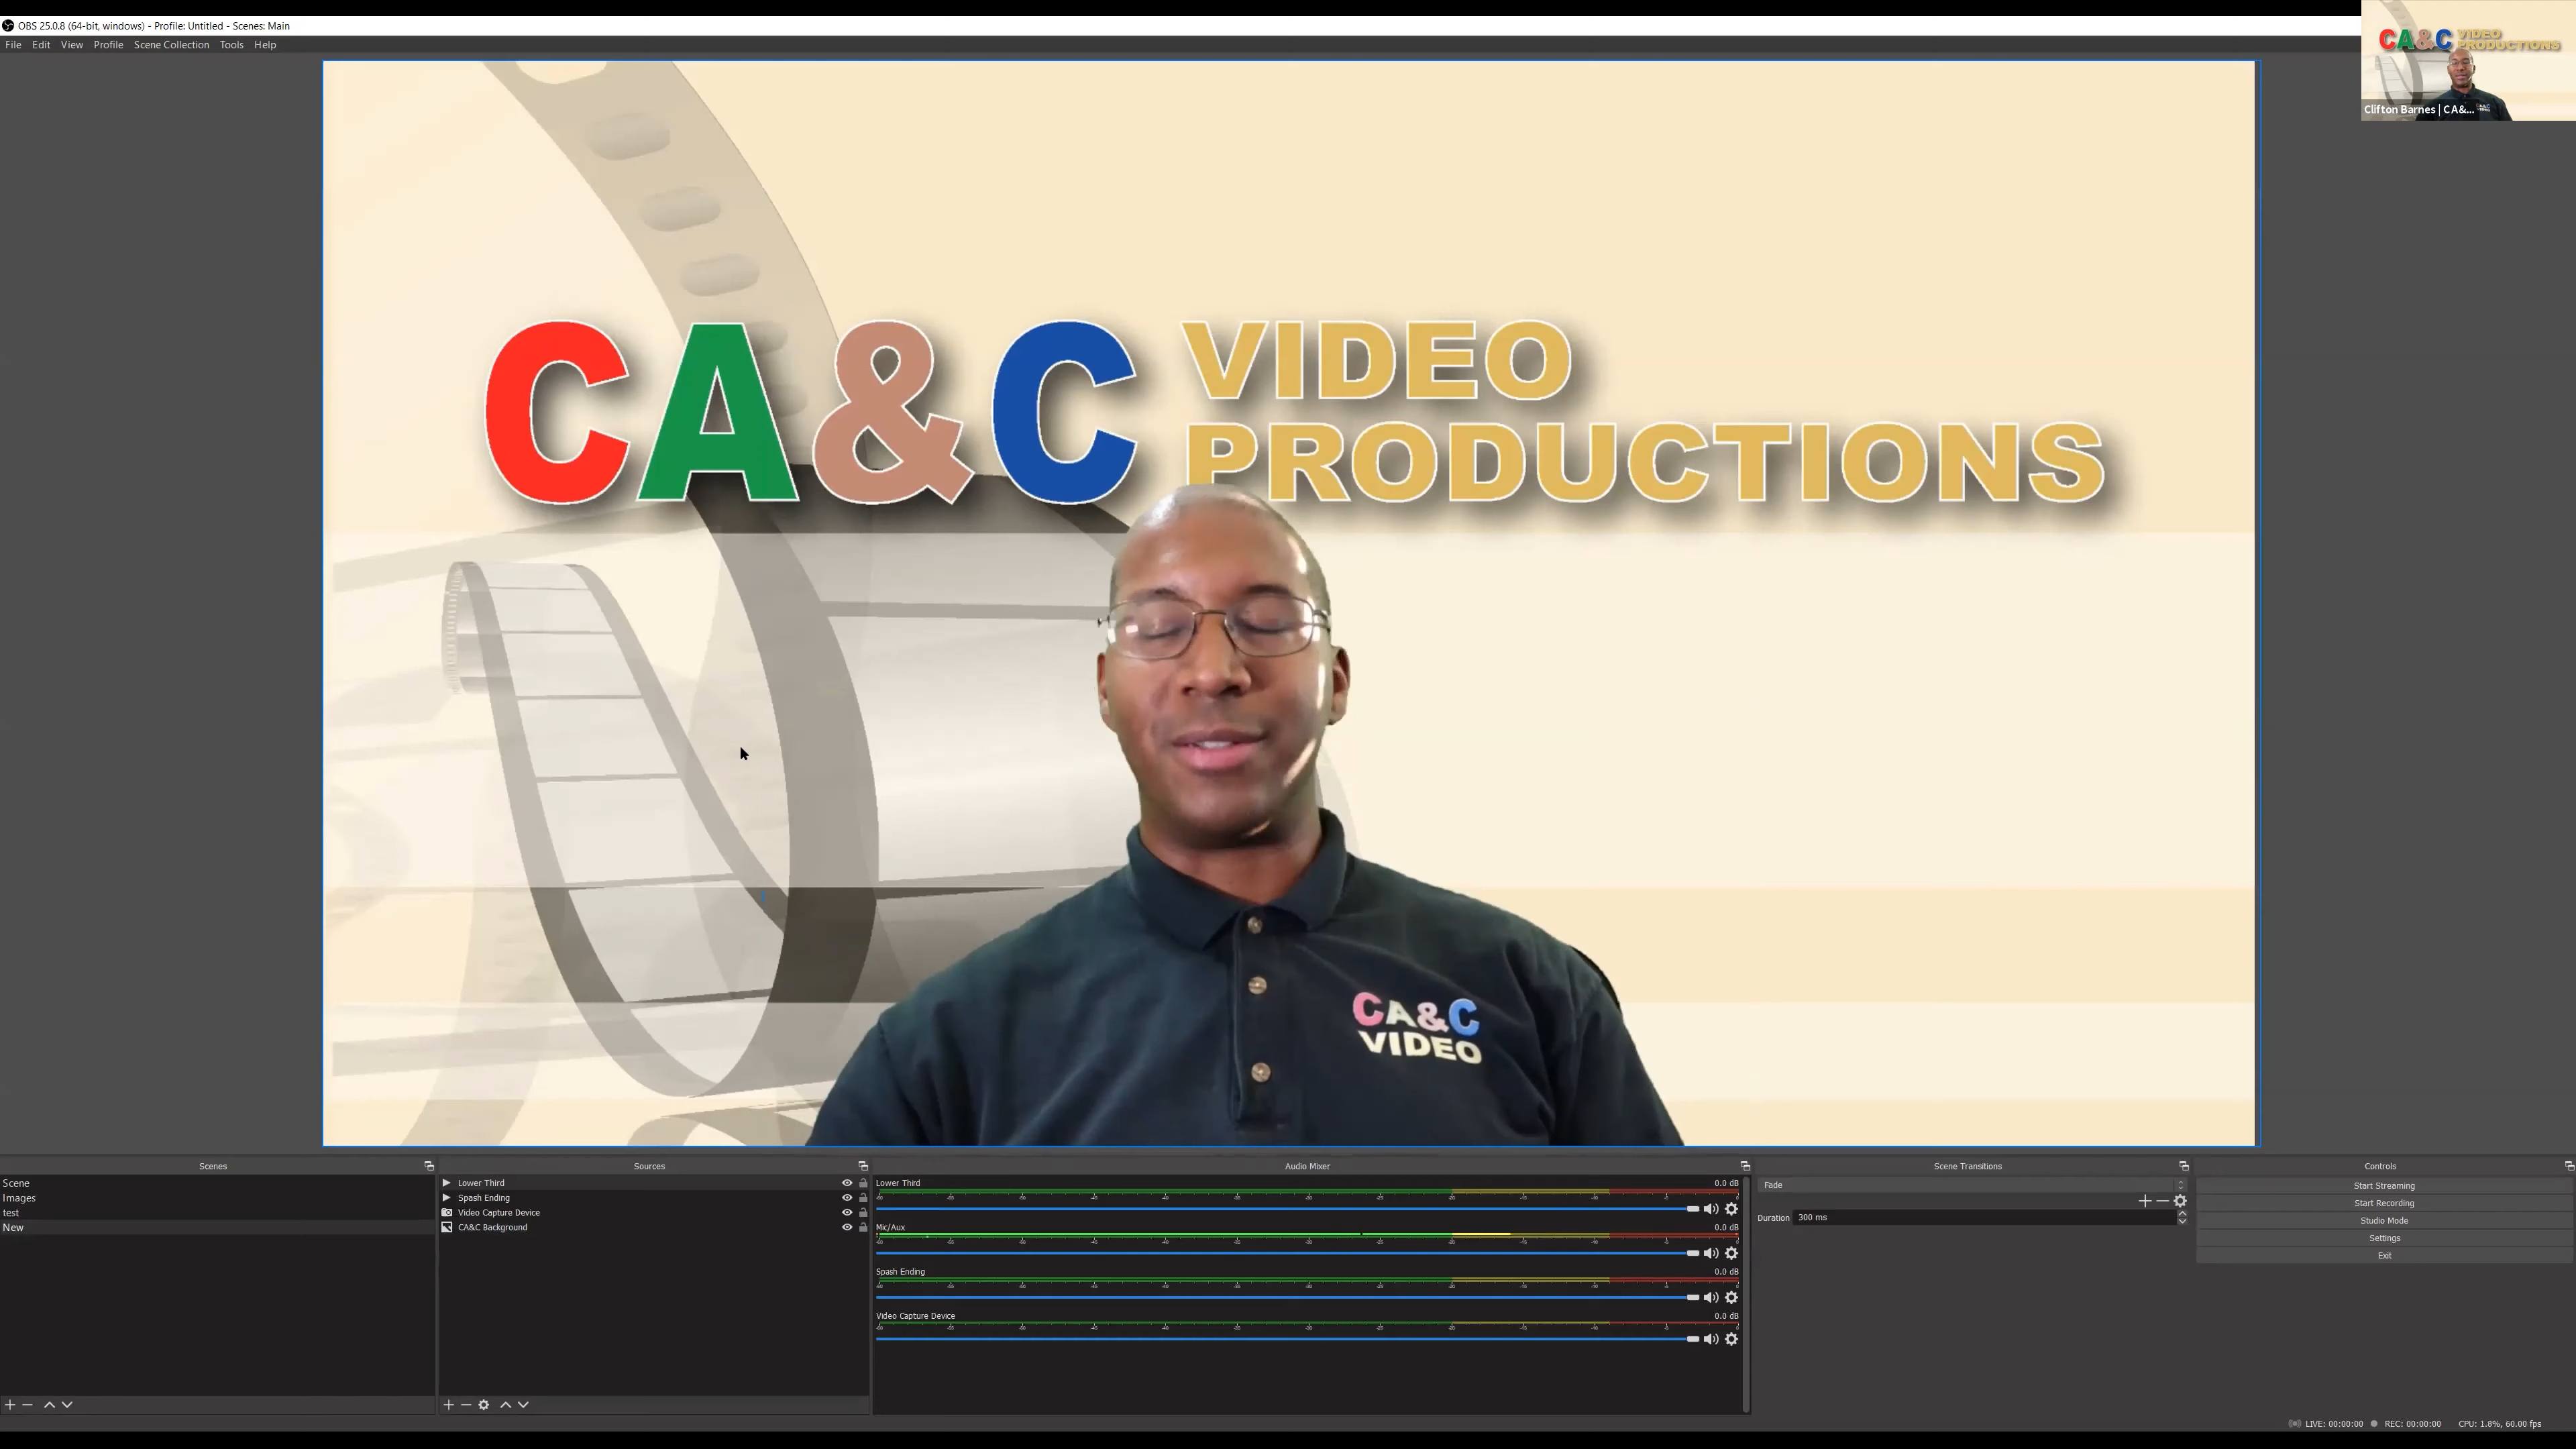 OBS 25.0.8 (64-bit, windows) - Profile: Untitled - Scenes: Main
File Edit View Profile Scene Collection Tools Help
CA&C VIDEO PRODUCTIONS
Clifton Barnes | CA&...
CA&C VIDEO
PRODUCTIONS
CA&C
VIDEO
Scenes
Scene
Images
test
New
Sources
Lower Third
Spash Ending
Video Capture Device
CA&C Background
Audio Mixer
Lower Third 0.0 dB
Mic/Aux 0.0 dB
Spash Ending 0.0 dB
Video Capture Device 0.0 dB
Scene Transitions
Fade
Duration 300 ms
Controls
Start Streaming
Start Recording
Studio Mode
Settings
Exit
LIVE: 00:00:00 REC: 00:00:00 CPU: 1.8%, 60.00 fps